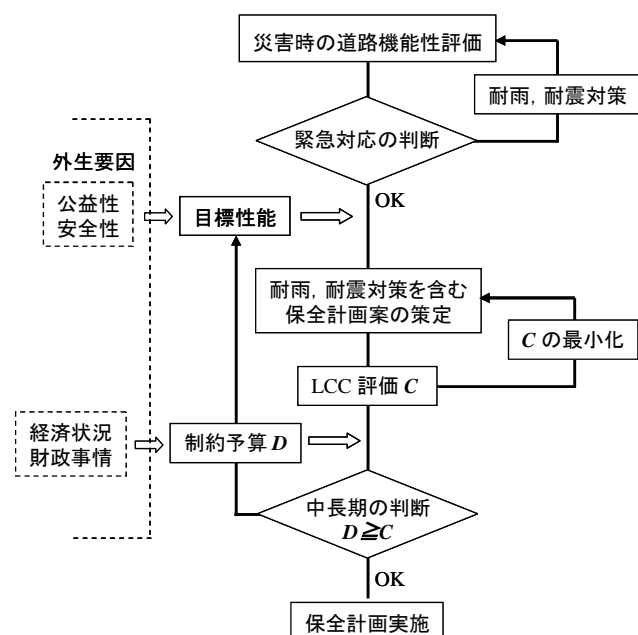 災害時の道路機能性評価
耐雨，耐震対策
緊急対応の判断
外生要因
公益性
安全性
目標性能
OK
耐雨，耐震対策を含む
保全計画案の策定
C の最小化
LCC 評価 C
経済状況
財政事情
制約予算 D
中長期の判断
D≧C
OK
保全計画実施